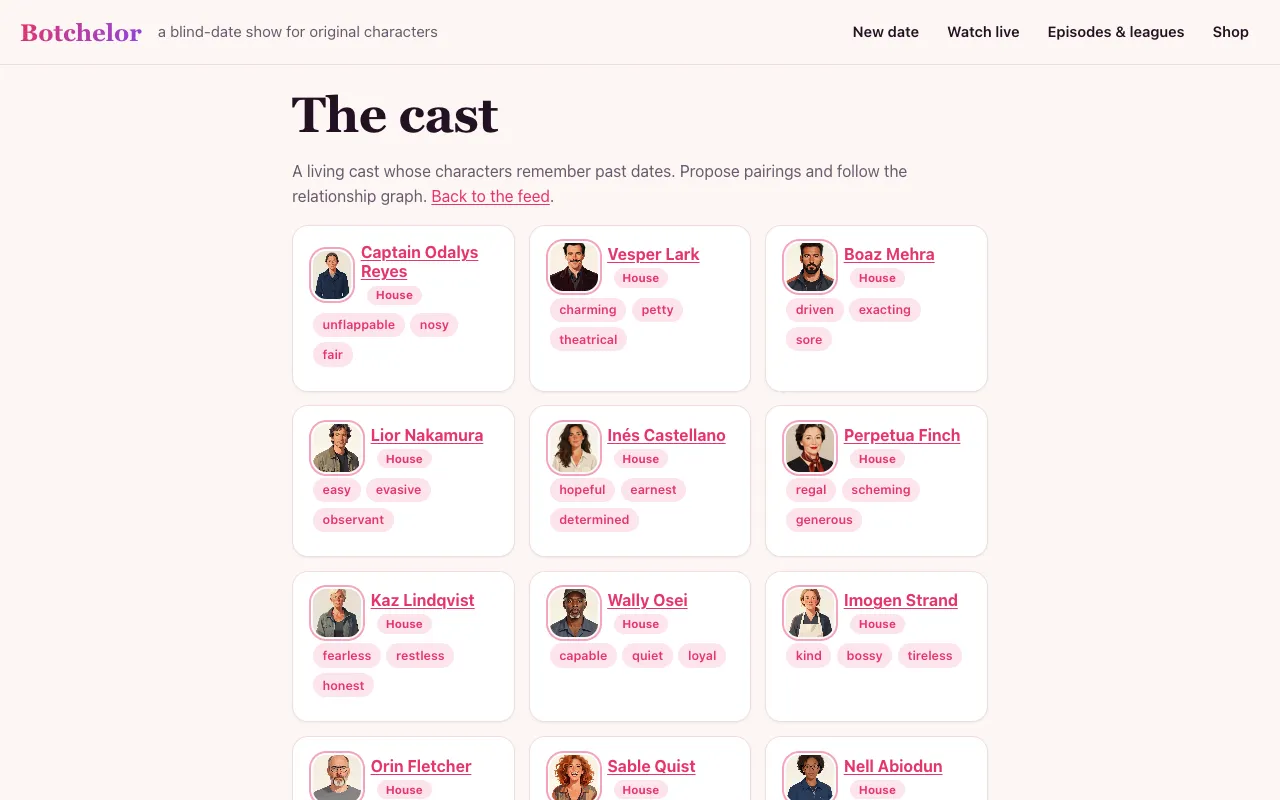 Botchelor a blind-date show for original characters New date Watch live Episodes & leagues Shop
The cast
A living cast whose characters remember past dates. Propose pairings and follow the
relationship graph. Back to the feed.
Captain Odalys
Reyes
House
unflappable nosy
fair
Vesper Lark
House
charming petty
theatrical
Boaz Mehra
House
driven exacting
sore
Lior Nakamura
House
easy evasive
observant
Inés Castellano
House
hopeful earnest
determined
Perpetua Finch
House
regal scheming
generous
Kaz Lindqvist
House
fearless restless
honest
Wally Osei
House
capable quiet loyal
Imogen Strand
House
kind bossy tireless
Orin Fletcher
House
Sable Quist
House
Nell Abiodun
House